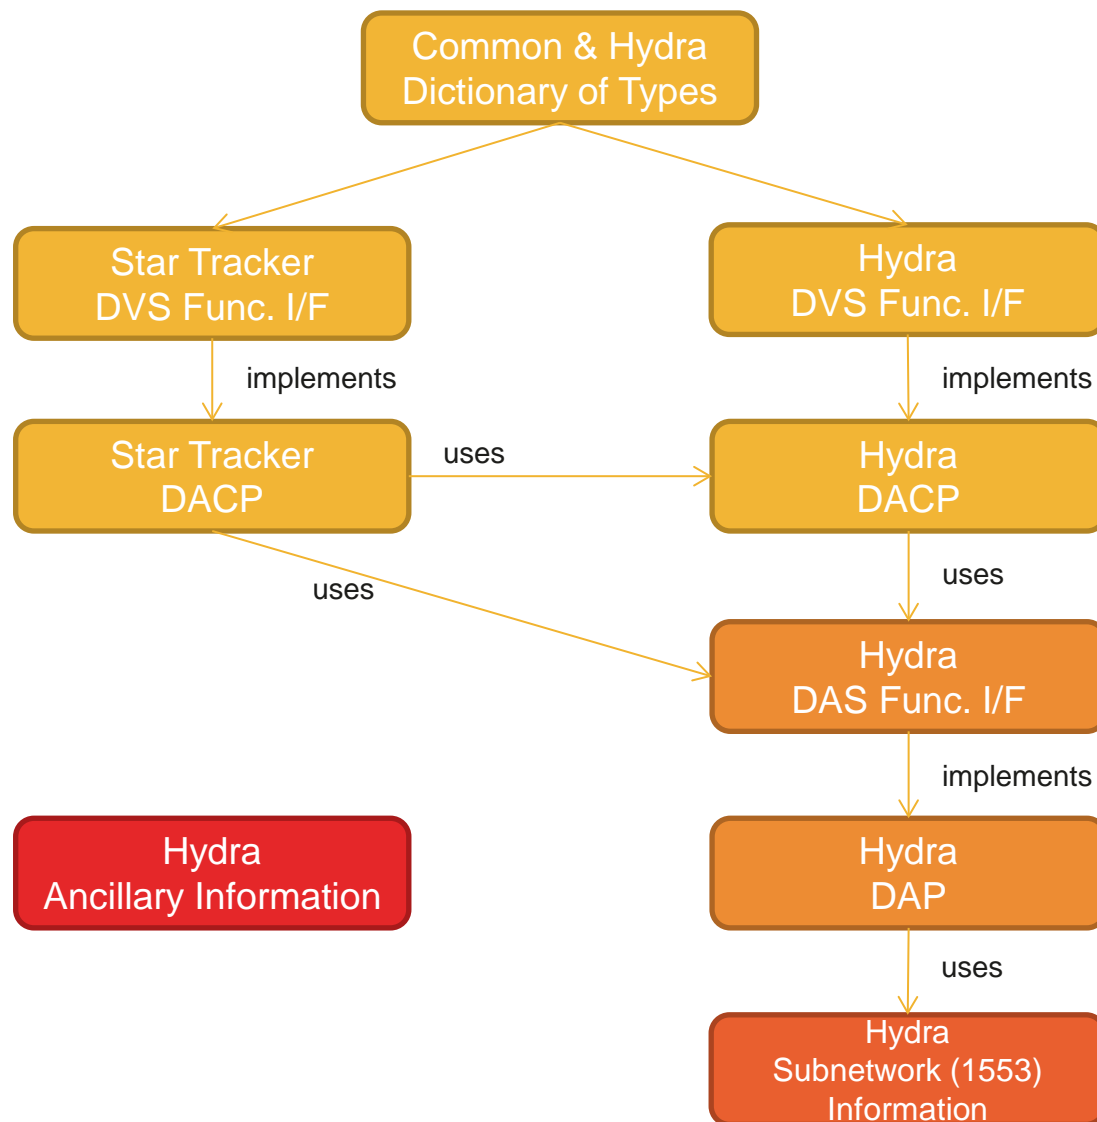 Common & Hydra
Dictionary of Types
Star Tracker
DVS Func. I/F
Hydra
DVS Func. I/F
implements
implements
Star Tracker
DACP
uses
Hydra
DACP
uses
uses
Hydra
DAS Func. I/F
implements
Hydra
Ancillary Information
Hydra
DAP
uses
Hydra
Subnetwork (1553)
Information